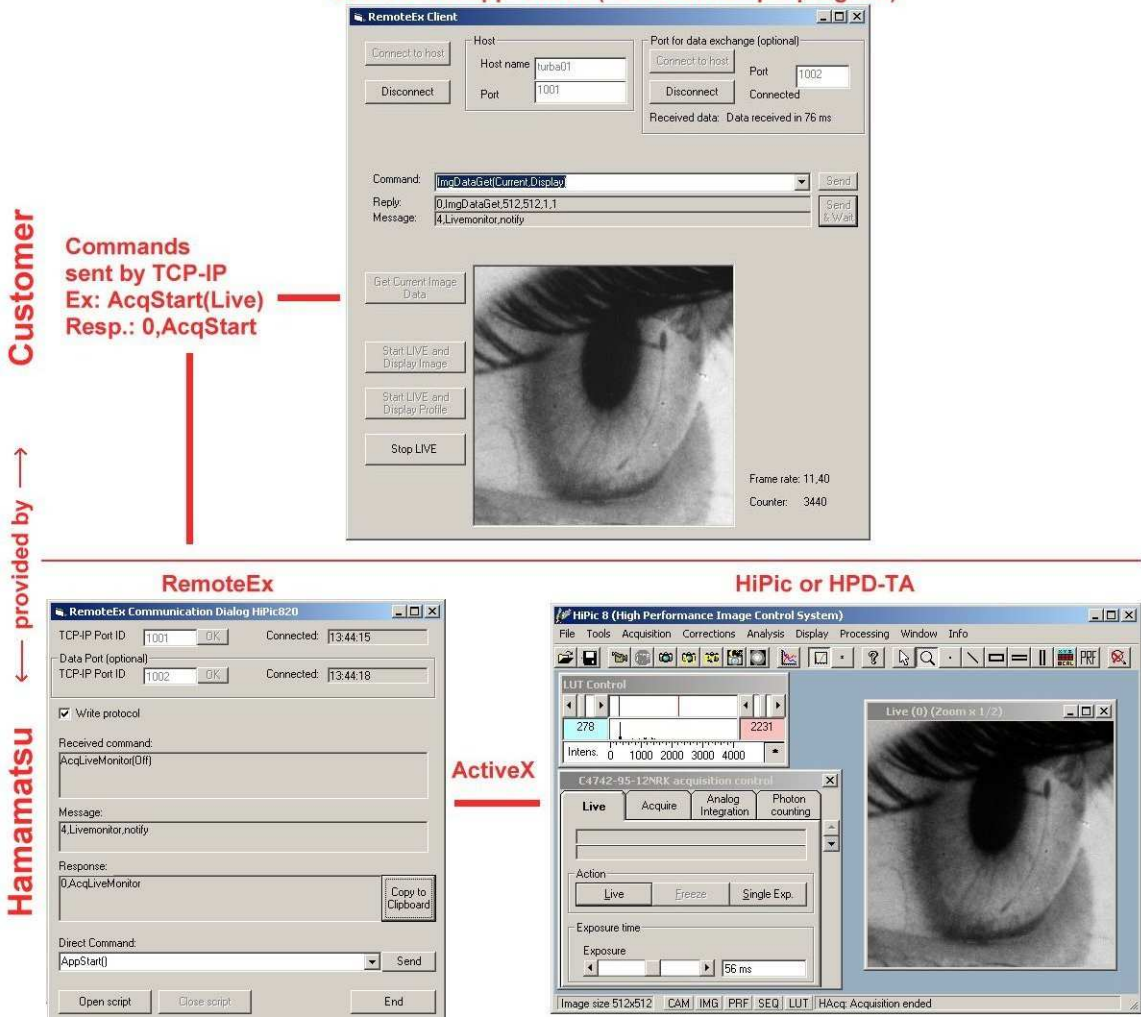 RemoteEx Client
Connect to host
Disconnect
Host
Host name
turba01
Port
1001
Port for data exchange (optional)
Connect to host
Port
1002
Disconnect
Connected
Received data: Data received in 76 ms
Command:
ImgDataGet(Current,Display)
Send
Reply:
0,ImgDataGet,512,512,1,1
Message:
4,Livemonitor,notify
Send & Wait
Get Current Image
Data
Start LIVE and
Display Image
Start LIVE and
Display Profile
Stop LIVE
Frame rate: 11,40
Counter: 3440
Customer
Commands
sent by TCP-IP
Ex: AcqStart(Live)
Resp.: 0,AcqStart
← provided by →
Hamamatsu
RemoteEx
RemoteEx Communication Dialog HiPic820
TCP-IP Port ID
1001
OK
Connected:
13:44:15
Data Port (optional)
TCP-IP Port ID
1002
OK
Connected:
13:44:18
Write protocol
Received command:
AcqLiveMonitor(Off)
Message:
4,Livemonitor,notify
Response:
0,AcqLiveMonitor
Copy to
Clipboard
Direct Command:
AppStart()
Send
Open script
Close script
End
ActiveX
HiPic or HPD-TA
HiPic 8 (High Performance Image Control System)
File Tools Acquisition Corrections Analysis Display Processing Window Info
PRF
LUT Control
278
2231
Intens. 0 1000 2000 3000 4000
C4742-95-12NRK acquisition control
Live
Acquire
Analog
Integration
Photon
counting
Action
Live
Freeze
Single Exp.
Exposure time
Exposure
56 ms
Live (0) (Zoom x 1/2)
Image size 512x512 CAM IMG PRF SEQ LUT HAcq: Acquisition ended